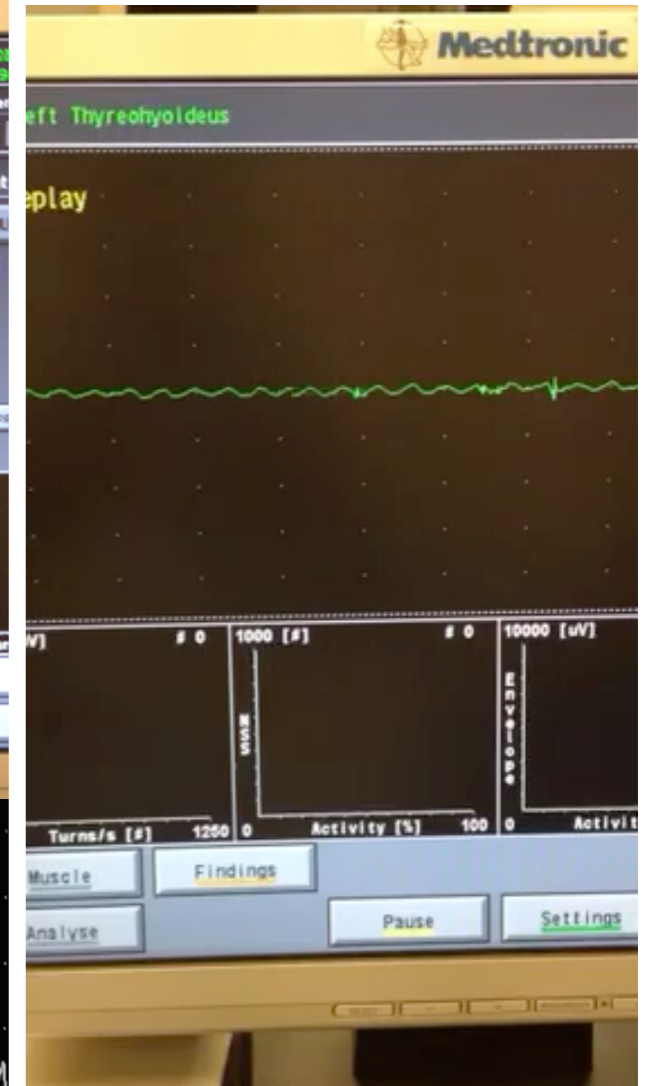 Medtronic
eft Thyreohyoideus
eplay
V]
# 0
1000 [#]
# 0
10000 [uV]
NSS
Envelope
Turns/s [#]
1250
0
Activity [%]
100
0
Activit
Muscle
Findings
Analyse
Pause
Settings